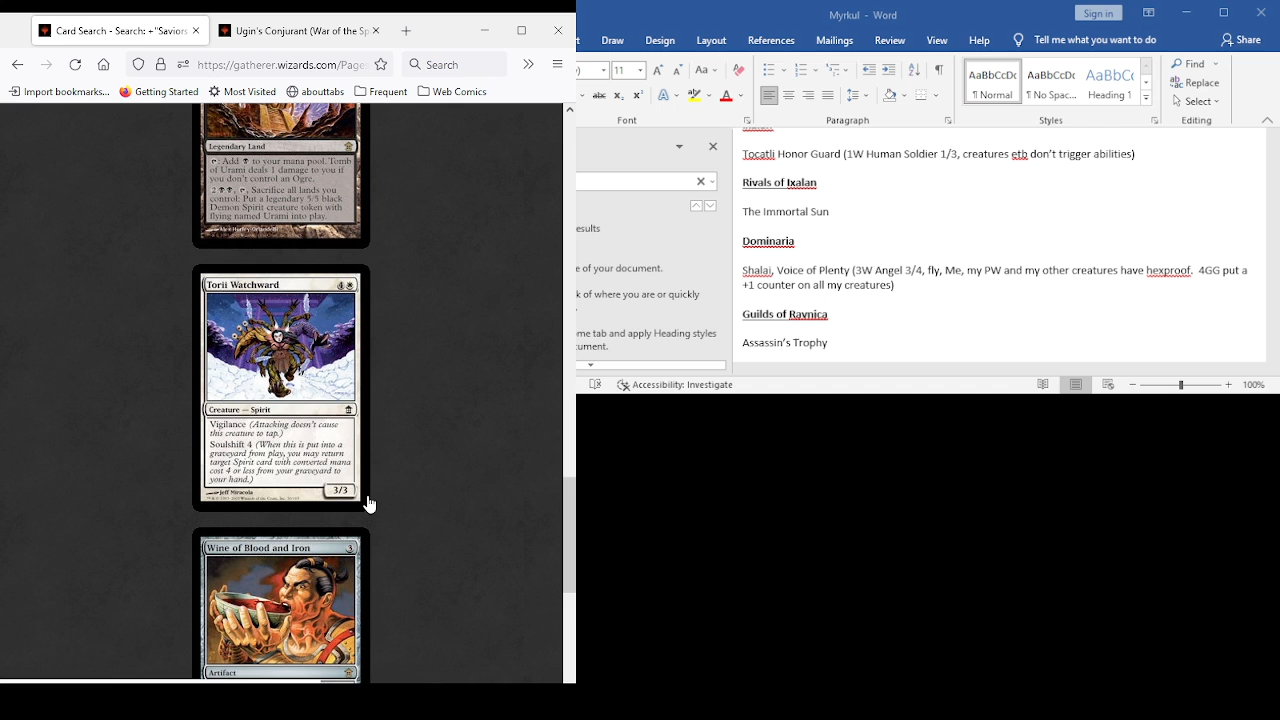 Card Search - Search: +"Saviors
Ugin's Conjurant (War of the Sp
https://gatherer.wizards.com/Page
Search
Import bookmarks...
Getting Started
Most Visited
abouttabs
Frequent
Web Comics
Legendary Land
: Add to your mana pool. Tomb
of Urami deals 1 damage to you if
you don't control an Ogre.
2 , , Sacrifice all lands you
control: Put a legendary 5/5 black
Demon Spirit creature token with
flying named Urami into play.
Torii Watchward 4
Creature — Spirit
Vigilance (Attacking doesn't cause
this creature to tap.)
Soulshift 4 (When this is put into a
graveyard from play, you may return
target Spirit card with converted mana
cost 4 or less from your graveyard to
your hand.)
Jeff Miracola
3/3
Wine of Blood and Iron 3
Artifact
Myrkul - Word
Sign in
Draw Design Layout References Mailings Review View Help Tell me what you want to do Share
11
Aa
abc x₂ x²
A aby A
AaBbCcDc AaBbCcDc AaBbCc
¶ Normal ¶ No Spac... Heading 1
Find
Replace
Select
Font Paragraph Styles Editing
esults
e of your document.
k of where you are or quickly
me tab and apply Heading styles
cument.
Tocatli Honor Guard (1W Human Soldier 1/3, creatures etb don't trigger abilities)
Rivals of Ixalan
The Immortal Sun
Dominaria
Shalai, Voice of Plenty (3W Angel 3/4, fly, Me, my PW and my other creatures have hexproof. 4GG put a
+1 counter on all my creatures)
Guilds of Ravnica
Assassin's Trophy
Accessibility: Investigate
100%